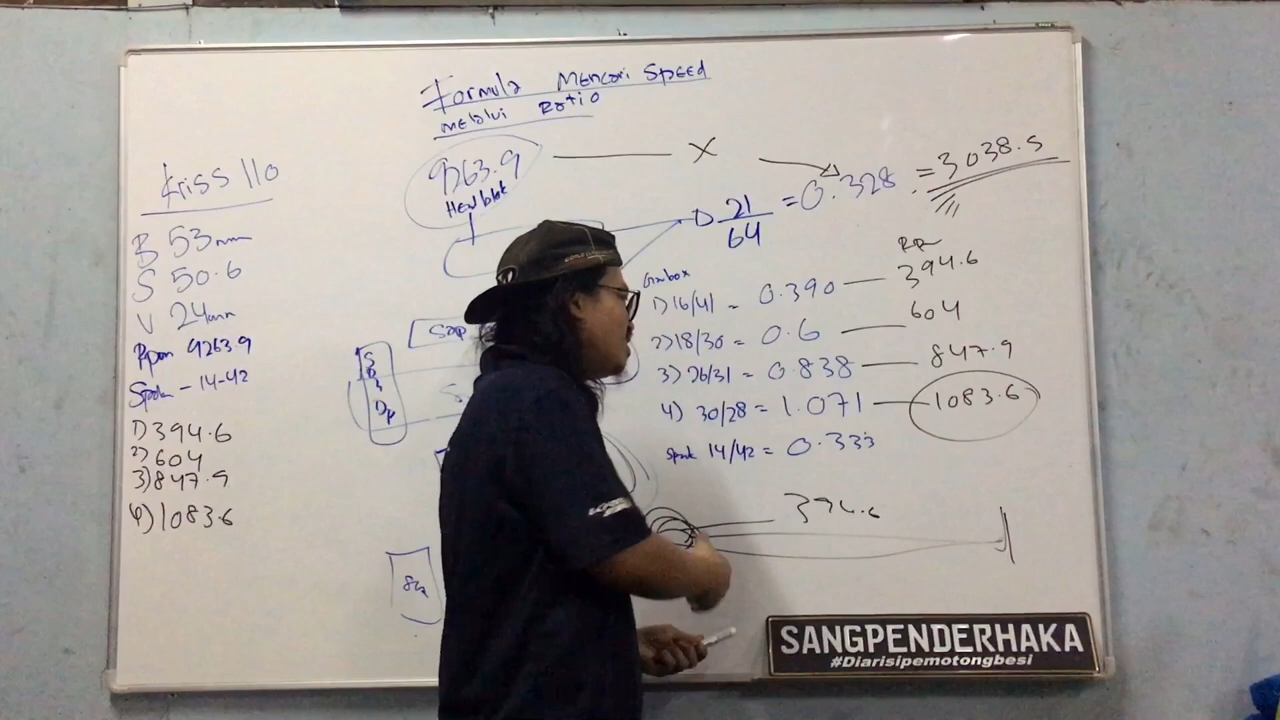 Formula Mencari Speed
melalui Ratio
9263.9 — X → 0.328 = 3038.5
Headblok
21/64 =
Kriss 110
B 53mm
S 50.6
V 24mm
Rpm 9263.9
14-42
1) 394.6
2) 604
3) 847.9
4) 1083.6
S
Gearbox
1) 16/41 = 0.390 — 394.6
2) 18/30 = 0.6 — 604
3) 26/31 = 0.838 — 847.9
4) 30/28 = 1.071 — 1083.6
14/42 = 0.333
394.6
SANGPENDERHAKA
#Diarisipemotongbesi